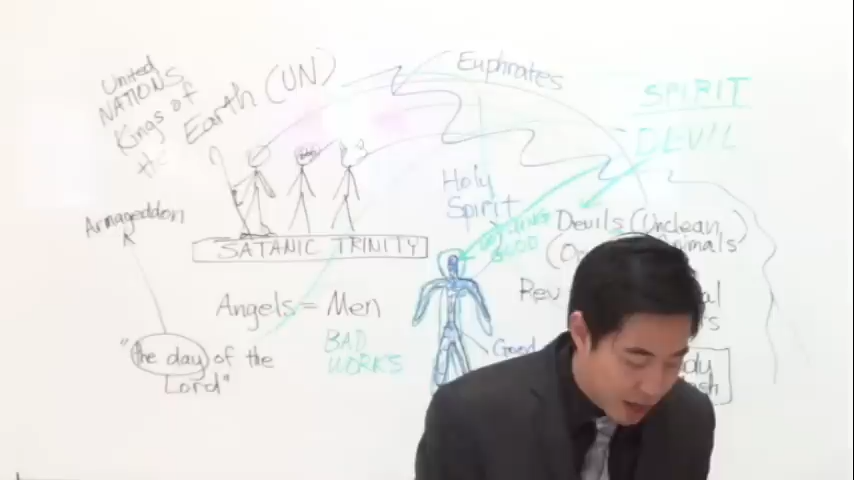 United
NATIONS
Kings of
the
Earth (UN)
Euphrates
SPIRIT
DEVIL
Holy
Spirit
Armageddon
SATANIC TRINITY
Devils (Unclean
Animals)
GOOD
Angels = Men
Rev
BAD
WORKS
Good
"the day of the
Lord"